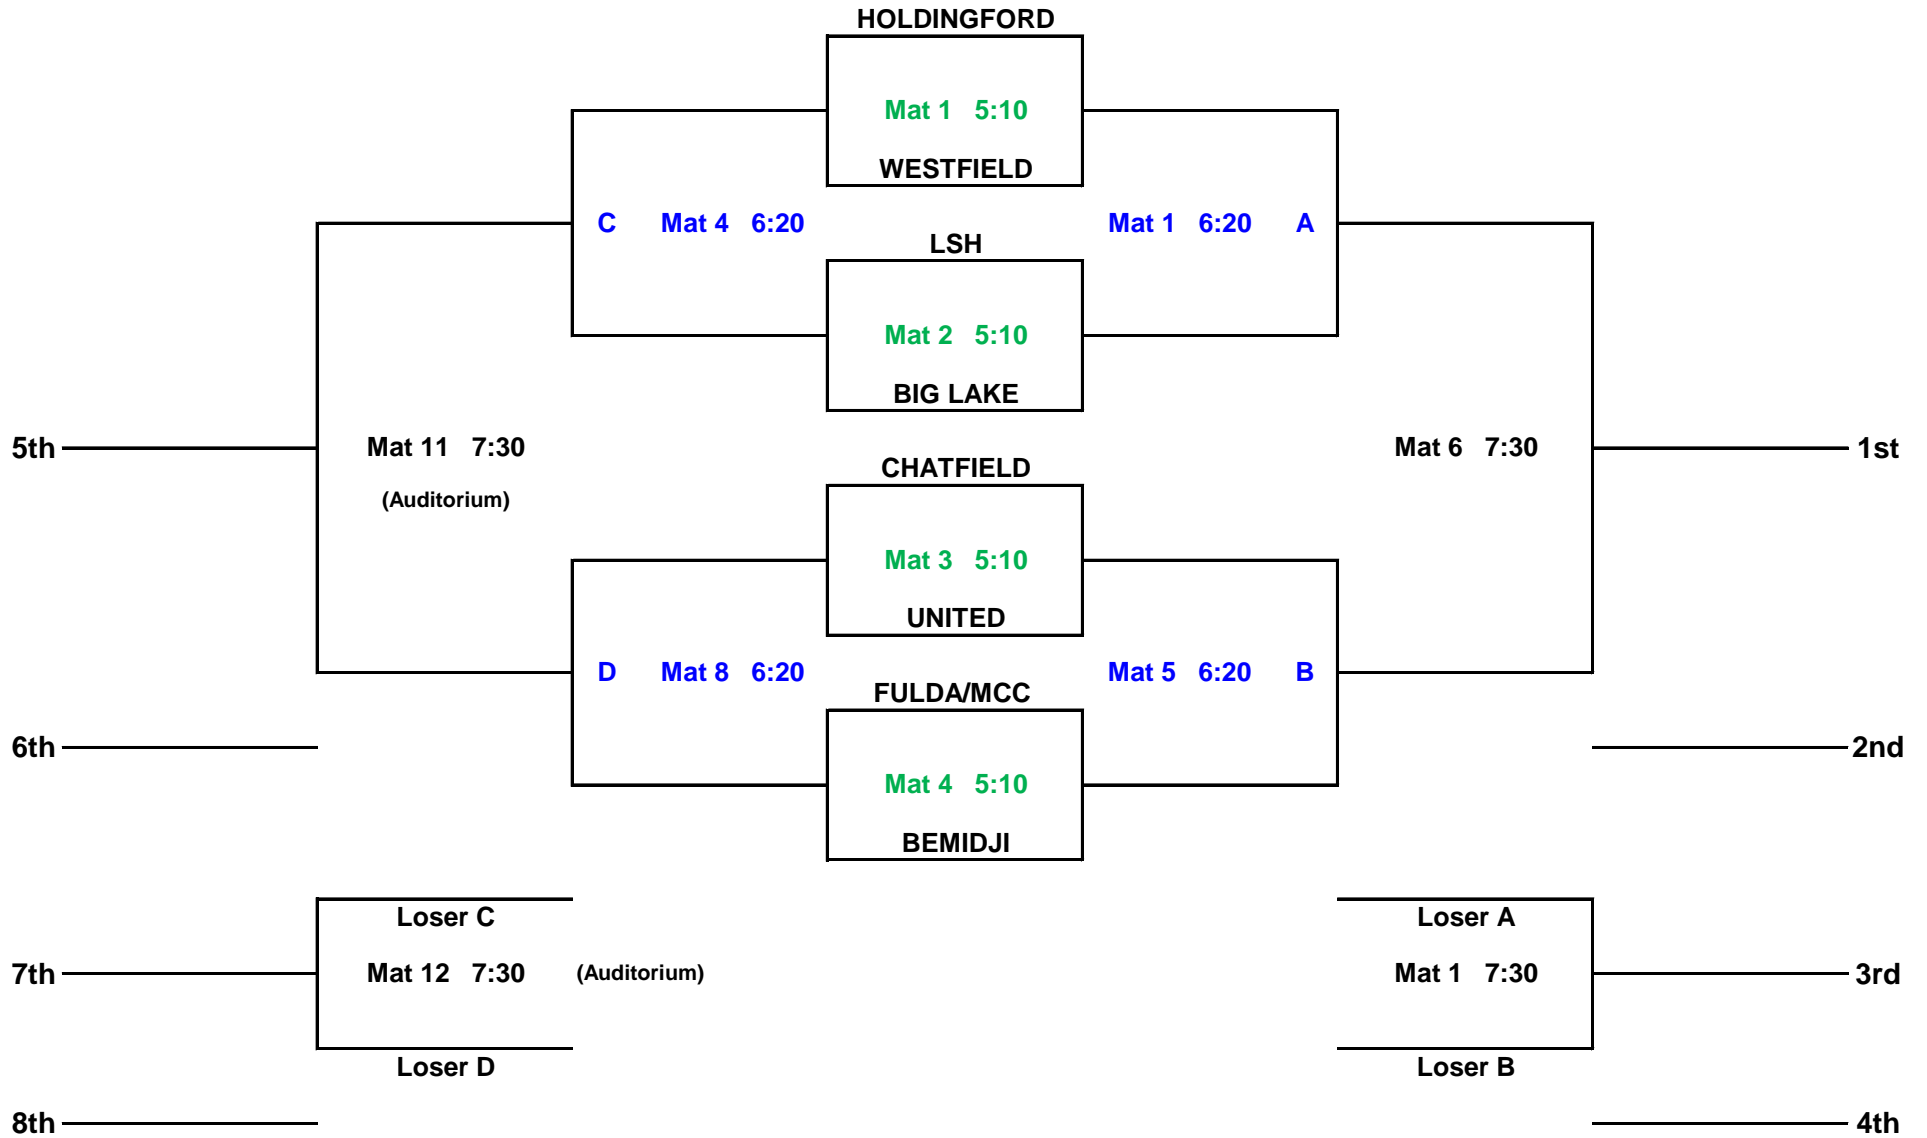 HOLDINGFORD
Mat 1 5:10
WESTFIELD
C Mat 4 6:20 Mat 1 6:20 A
LSH
Mat 2 5:10
BIG LAKE
5th Mat 11 7:30 Mat 6 7:30 1st
CHATFIELD
(Auditorium)
Mat 3 5:10
UNITED
D Mat 8 6:20 Mat 5 6:20 B
FULDA/MCC
6th 2nd
Mat 4 5:10
BEMIDJI
Loser C Loser A
7th Mat 12 7:30 (Auditorium) Mat 1 7:30 3rd
Loser D Loser B
8th 4th